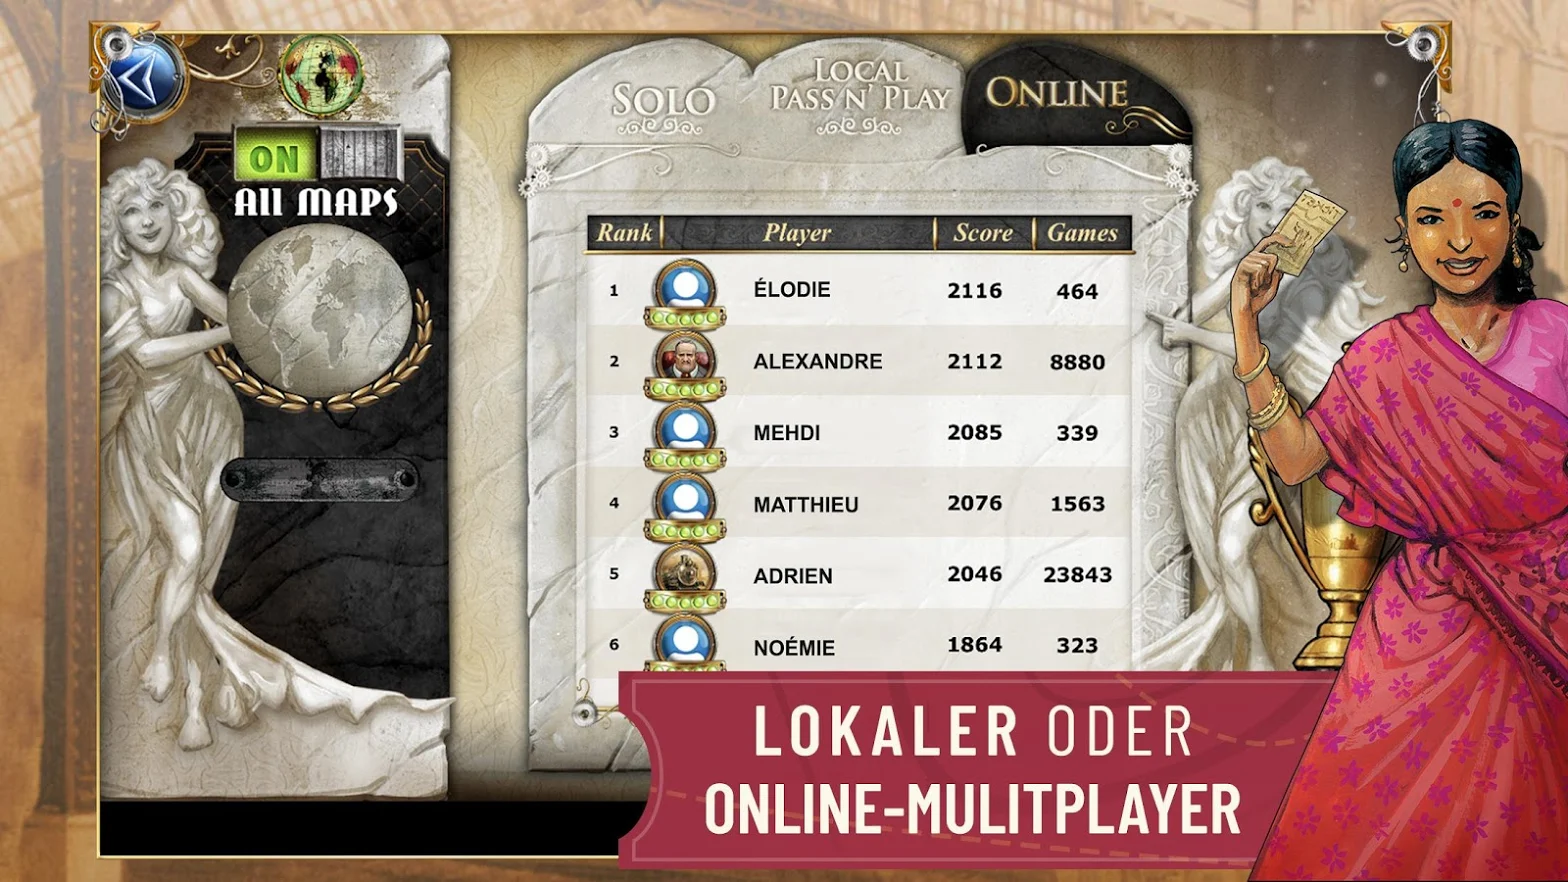 ON
All MAPS
SOLO
LOCAL
PASS N' PLAY
ONLINE
Rank Player Score Games
1 ÉLODIE 2116 464
2 ALEXANDRE 2112 8880
3 MEHDI 2085 339
4 MATTHIEU 2076 1563
5 ADRIEN 2046 23843
6 NOÉMIE 1864 323
LOKALER ODER
ONLINE-MULITPLAYER